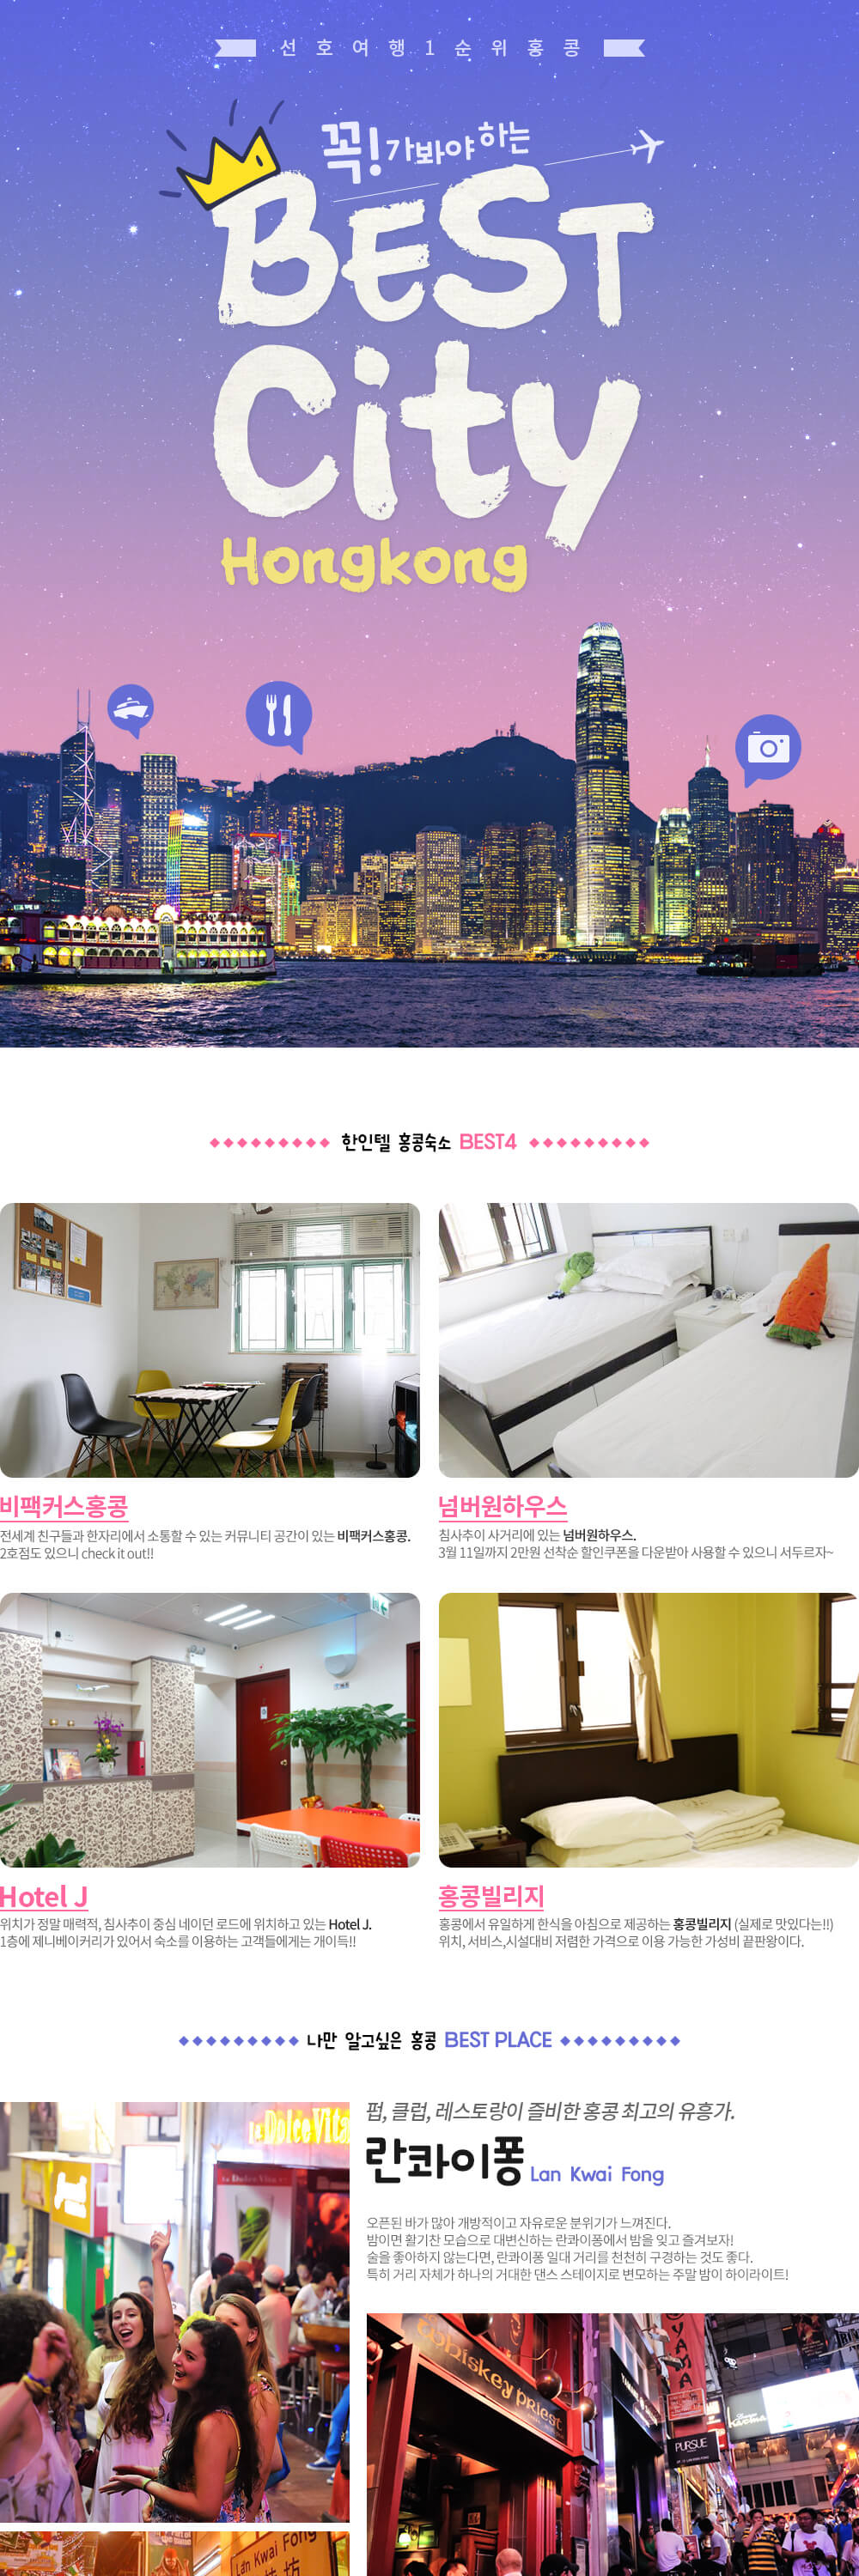 선호여행1순위홍콩
꼭! 가봐야 하는
BEST
City
Hongkong
한인텔 홍콩숙소 BEST4
비팩커스홍콩
전세계 친구들과 한자리에서 소통할 수 있는 커뮤니티 공간이 있는 비팩커스홍콩.
2호점도 있으니 check it out!!
넘버원하우스
침사추이 사거리에 있는 넘버원하우스.
3월 11일까지 2만원 선착순 할인쿠폰을 다운받아 사용할 수 있으니 서두르자~
Hotel J
위치가 정말 매력적, 침사추이 중심 네이던 로드에 위치하고 있는 Hotel J.
1층에 제니베이커리가 있어서 숙소를 이용하는 고객들에게는 개이득!!
홍콩빌리지
홍콩에서 유일하게 한식을 아침으로 제공하는 홍콩빌리지 (실제로 맛있다는!!)
위치, 서비스,시설대비 저렴한 가격으로 이용 가능한 가성비 끝판왕이다.
나만 알고싶은 홍콩 BEST PLACE
펍, 클럽, 레스토랑이 즐비한 홍콩 최고의 유흥가.
란콰이퐁 Lan Kwai Fong
오픈된 바가 많아 개방적이고 자유로운 분위기가 느껴진다.
밤이면 활기찬 모습으로 대변신하는 란콰이퐁에서 밤을 잊고 즐겨보자!
술을 좋아하지 않는다면, 란콰이퐁 일대 거리를 천천히 구경하는 것도 좋다.
특히 거리 자체가 하나의 거대한 댄스 스테이지로 변모하는 주말 밤이 하이라이트!
la Dolce Vita
whiskey priest
OYAMA
PURSUE
Lan Kwai Fong